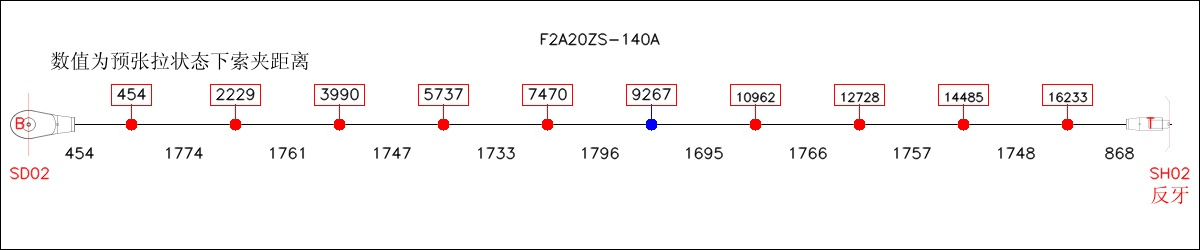 F2A20ZS-140A
数值为预张拉状态下索夹距离
454 2229 3990 5737 7470 9267 10962 12728 14485 16233
B T
454 1774 1761 1747 1733 1796 1695 1766 1757 1748 868
SD02 SH02
反牙